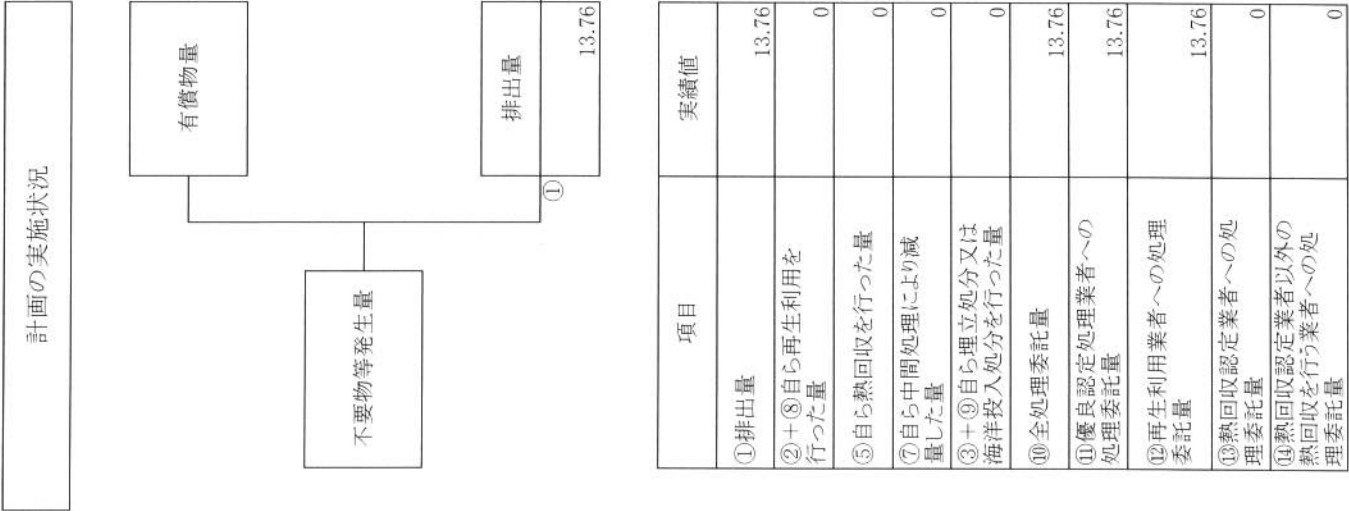 計画の実施状況
有償物量
不要物等発生量
①
排出量
13.76
項目
実績値
①排出量
13.76
②+⑧自ら再生利用を
行った量
0
⑤自ら熱回収を行った量
0
⑦自ら中間処理により減
量した量
0
③+⑨自ら埋立処分又は
海洋投入処分を行った量
0
⑩全処理委託量
13.76
⑪優良認定処理業者への
処理委託量
13.76
⑫再生利用業者への処理
委託量
13.76
⑬熱回収認定業者への処
理委託量
0
⑭熱回収認定業者以外の
熱回収を行う業者への処
理委託量
0